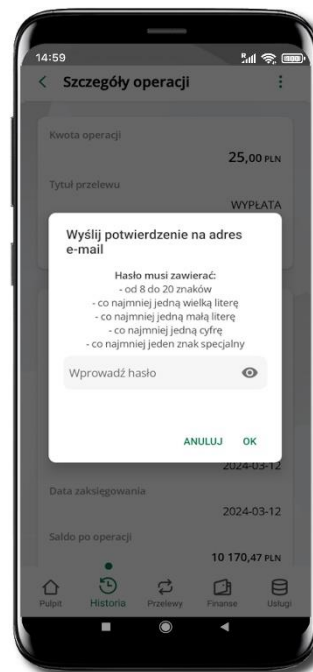 14:59
Szczegóły operacji
Kwota operacji
25,00 PLN
Tytuł przelewu
WYPŁATA
Wyślij potwierdzenie na adres
e-mail
Hasło musi zawierać:
- od 8 do 20 znaków
- co najmniej jedną wielką literę
- co najmniej jedną małą literę
- co najmniej jedną cyfrę
- co najmniej jeden znak specjalny
Wprowadź hasło
ANULUJ OK
2024-03-12
Data zaksięgowania
2024-03-12
Saldo po operacji
10 170,47 PLN
Pulpit Historia Przelewy Finanse Usługi